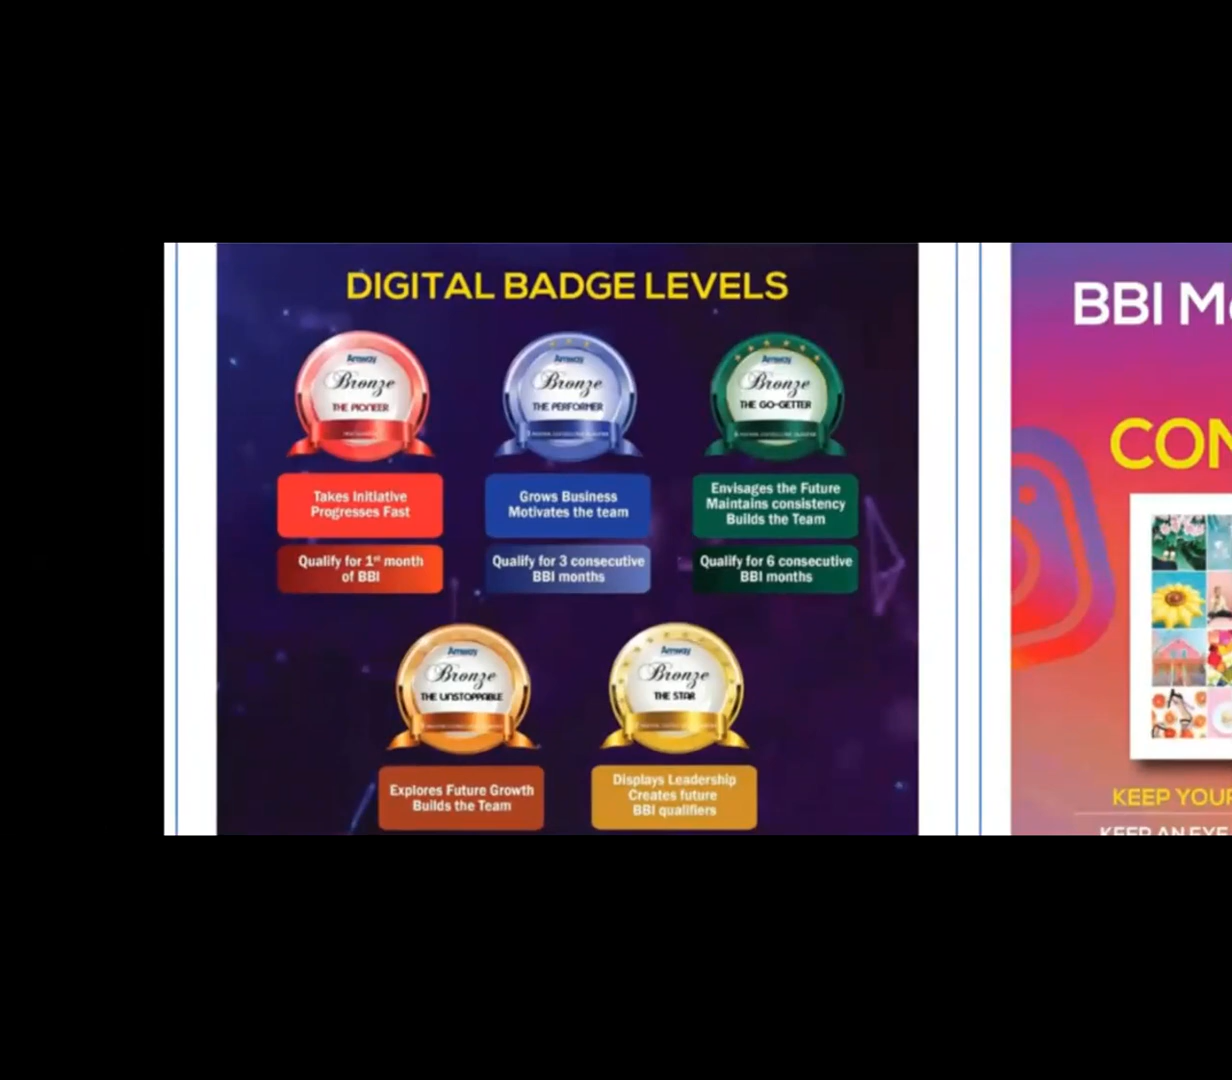 DIGITAL BADGE LEVELS
Amway
Bronze
THE PIONEER
Takes Initiative
Progresses Fast
Qualify for 1st month
of BBI
Amway
Bronze
THE PERFORMER
Grows Business
Motivates the team
Qualify for 3 consecutive
BBI months
Amway
Bronze
THE GO-GETTER
Envisages the Future
Maintains consistency
Builds the Team
Qualify for 6 consecutive
BBI months
Amway
Bronze
THE UNSTOPPABLE
Explores Future Growth
Builds the Team
Amway
Bronze
THE STAR
Displays Leadership
Creates future
BBI qualifiers
BBI
CON
KEEP YOUR
KEEP AN EYE